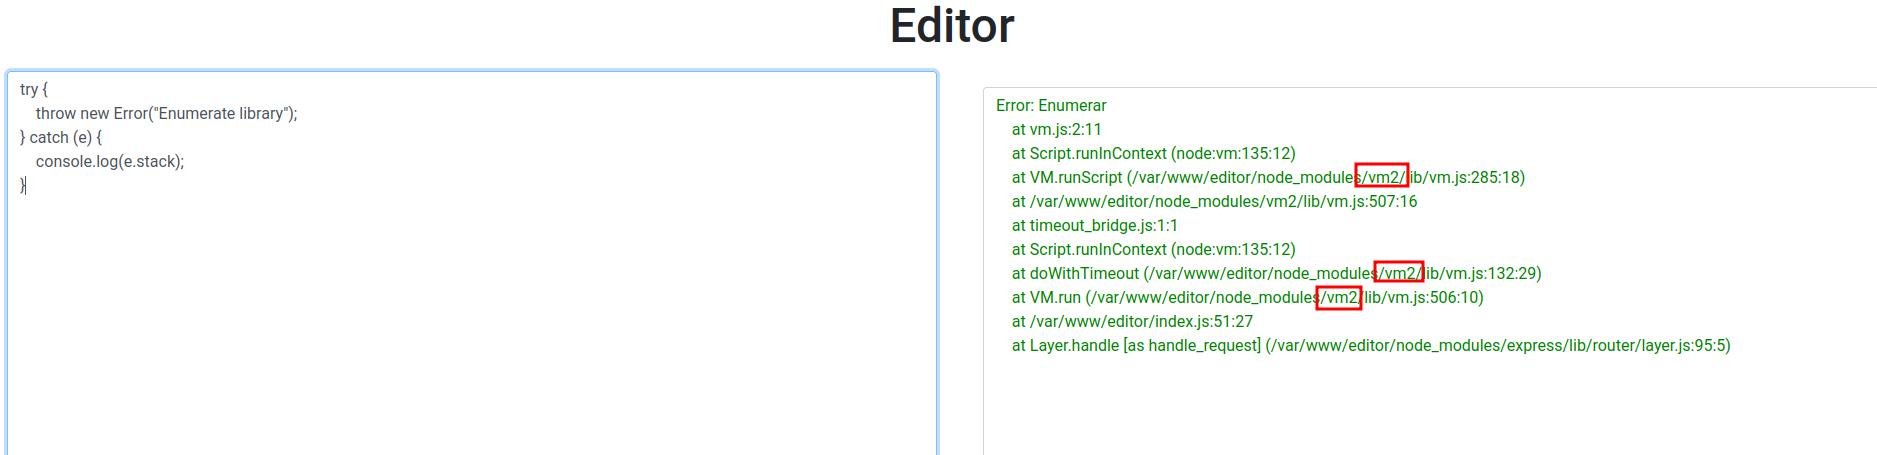 Editor
try {
throw new Error("Enumerate library");
} catch (e) {
console.log(e.stack);
}
Error: Enumerar
at vm.js:2:11
at Script.runInContext (node:vm:135:12)
at VM.runScript (/var/www/editor/node_modules/vm2/lib/vm.js:285:18)
at /var/www/editor/node_modules/vm2/lib/vm.js:507:16
at timeout_bridge.js:1:1
at Script.runInContext (node:vm:135:12)
at doWithTimeout (/var/www/editor/node_modules/vm2/lib/vm.js:132:29)
at VM.run (/var/www/editor/node_modules/vm2/lib/vm.js:506:10)
at /var/www/editor/index.js:51:27
at Layer.handle [as handle_request] (/var/www/editor/node_modules/express/lib/router/layer.js:95:5)